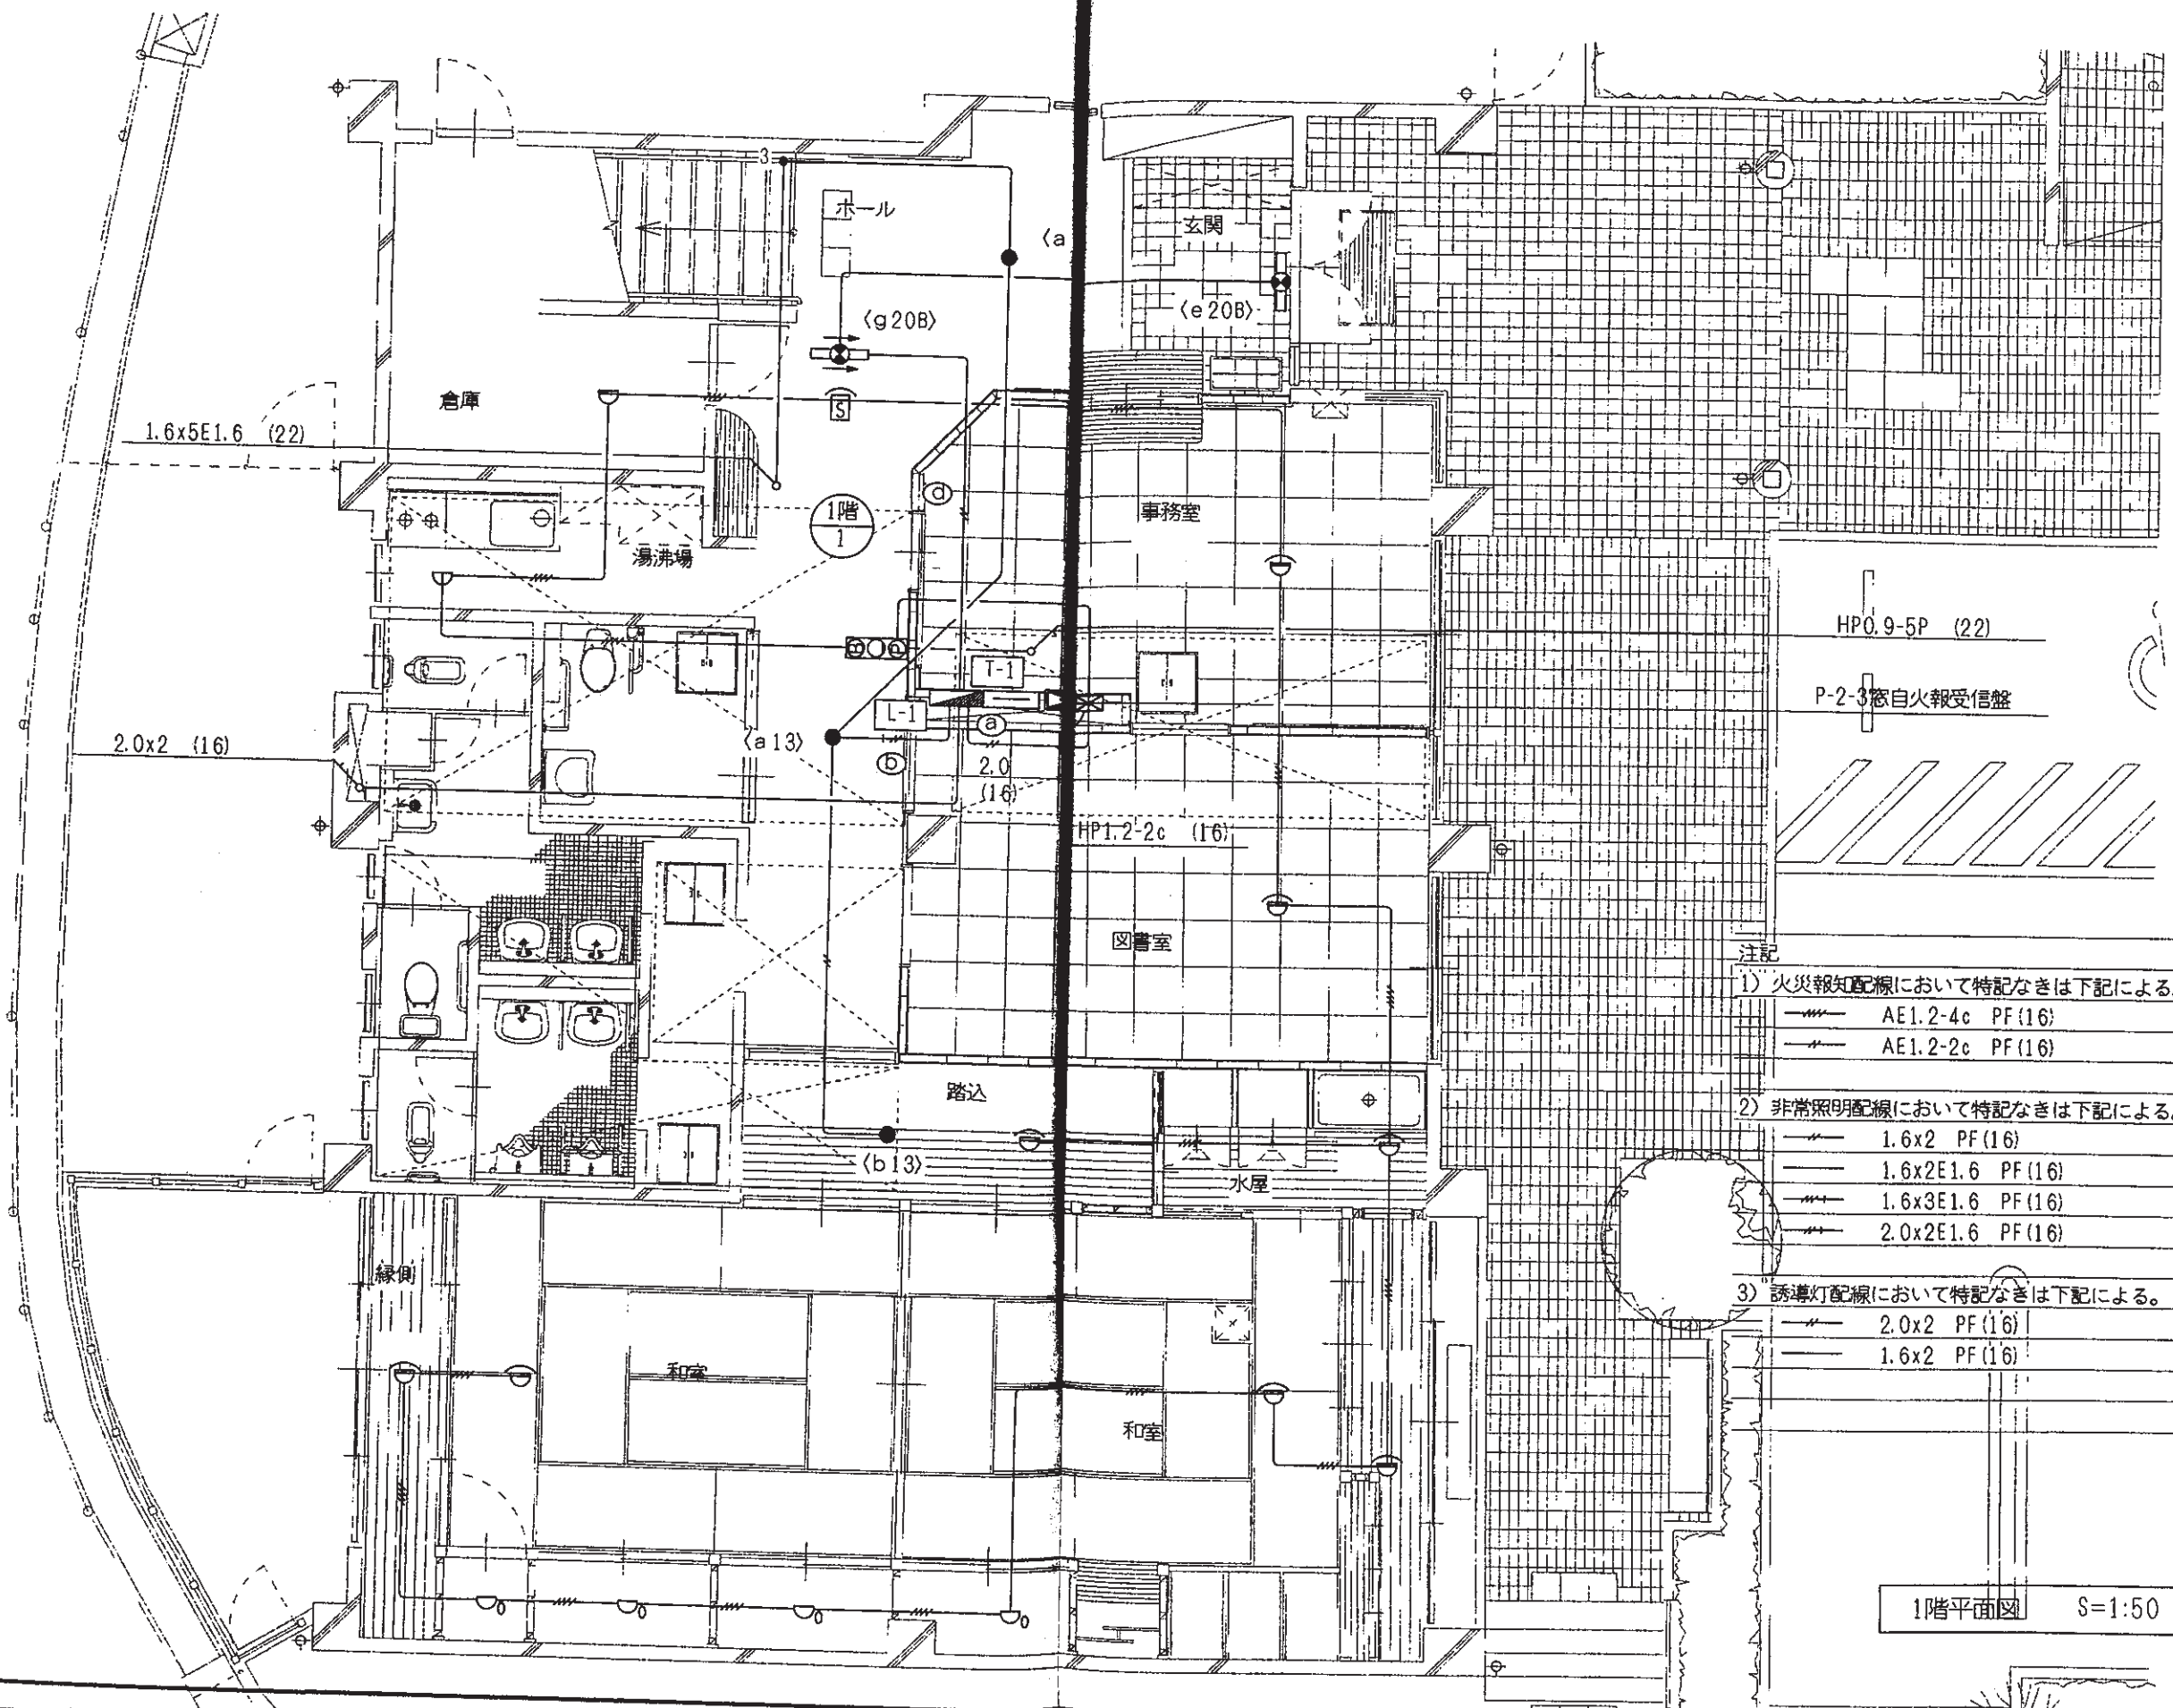 3
ホール
〈a
玄関
〈g20B〉
〈e20B〉
倉庫
S
1.6x5E1.6 (22)
d
1階
1
事務室
湯沸場
HP0.9-5P (22)
T-1
P-2-3窓自火報受信盤
L-1
a
〈a13〉
2.0x2 (16)
b
2.0
(16)
HP1.2-2c (16)
図書室
注記
1) 火災報知配線において特記なきは下記による。
AE1.2-4c PF(16)
AE1.2-2c PF(16)
踏込
2) 非常照明配線において特記なきは下記による。
1.6x2 PF(16)
〈b13〉
水屋
1.6x2E1.6 PF(16)
1.6x3E1.6 PF(16)
2.0x2E1.6 PF(16)
縁側
3) 誘導灯配線において特記なきは下記による。
2.0x2 PF(16)
1.6x2 PF(16)
和室
和室
0
0
0
0
1階平面図 S=1:50